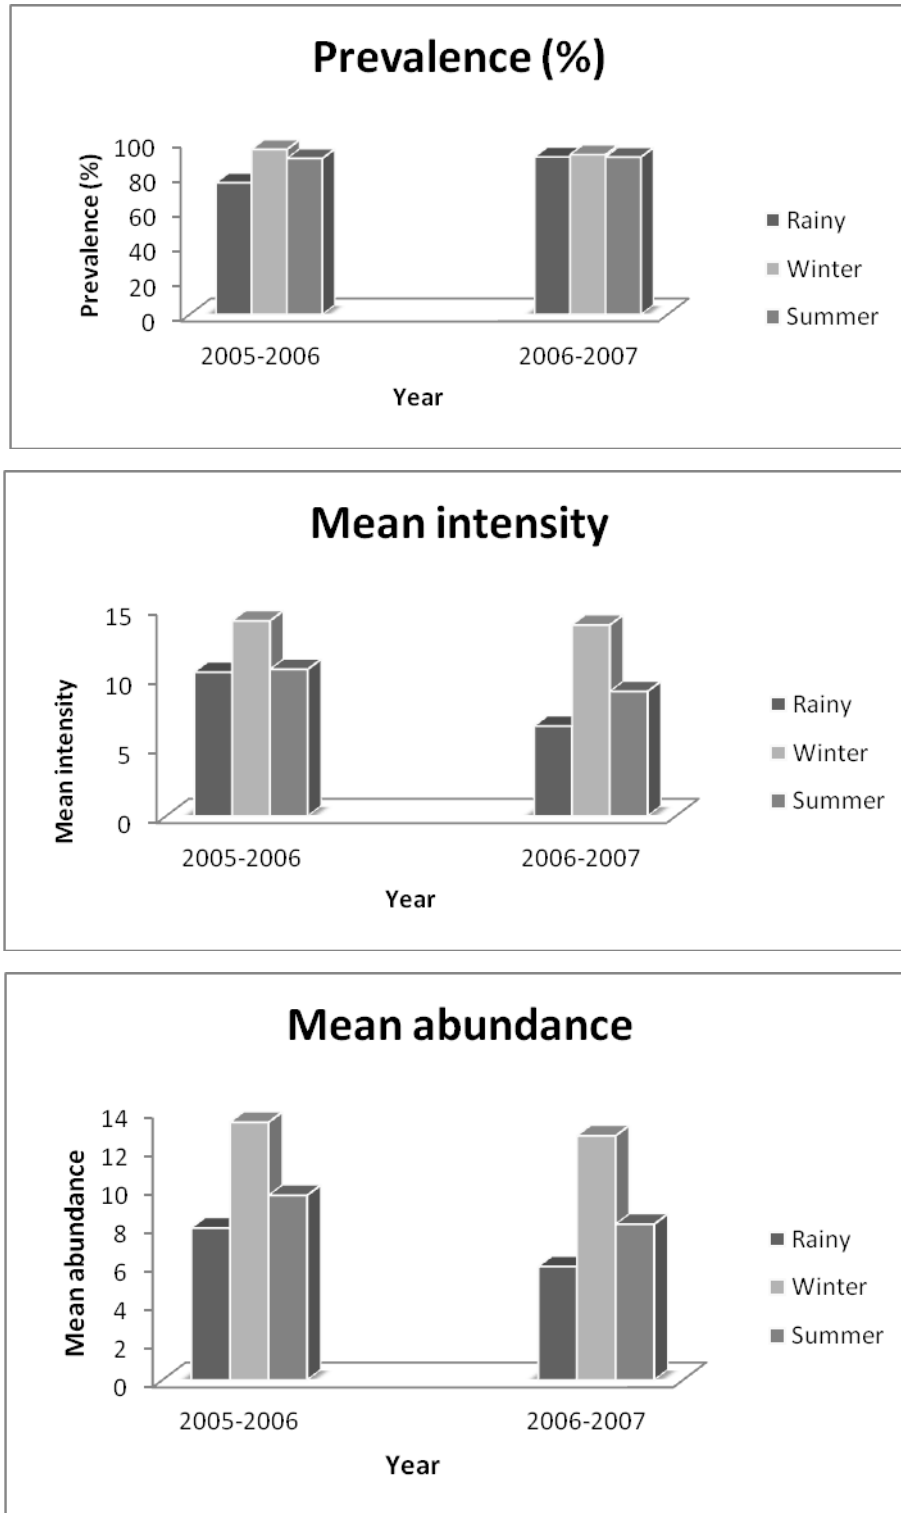 Prevalence (%)
Prevalence (%)
100
80
60
40
20
0
2005-2006
2006-2007
Year
Rainy
Winter
Summer
Mean intensity
Mean intensity
15
10
5
0
2005-2006
2006-2007
Year
Rainy
Winter
Summer
Mean abundance
Mean abundance
14
12
10
8
6
4
2
0
2005-2006
2006-2007
Year
Rainy
Winter
Summer